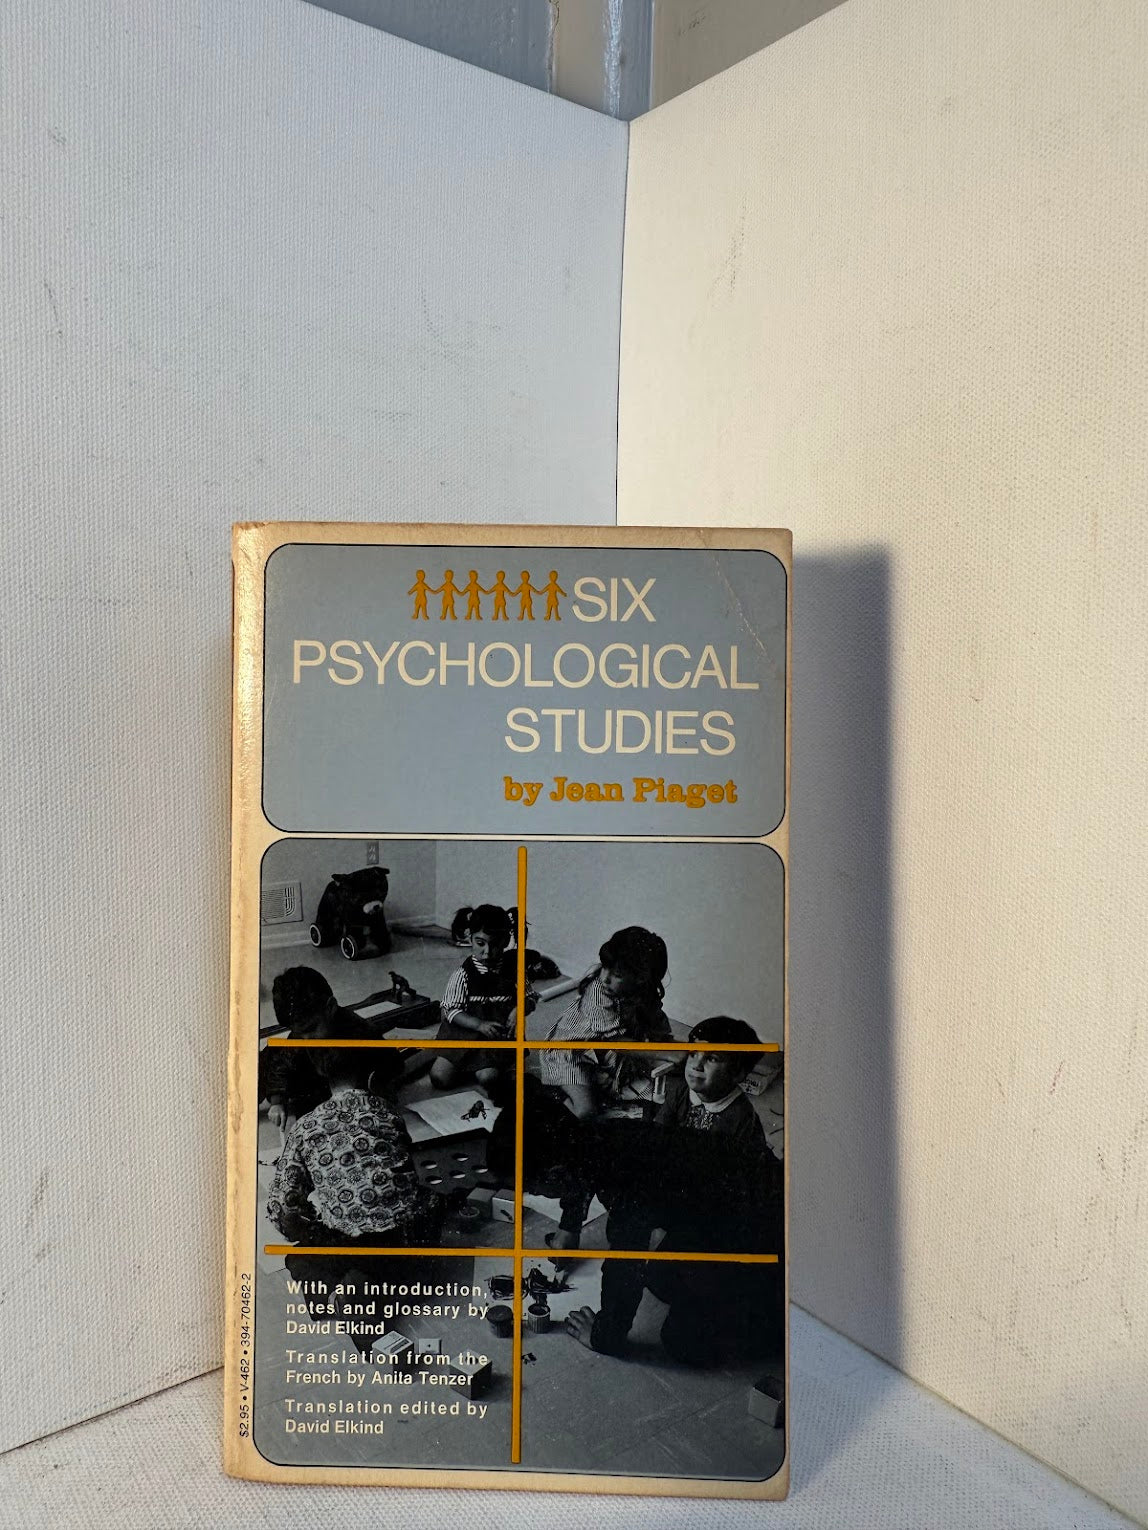 SIX
PSYCHOLOGICAL
STUDIES
by Jean Piaget
With an introduction,
notes and glossary by
David Elkind
Translation from the
French by Anita Tenzer
Translation edited by
David Elkind
$2.95 • V-462 • 394-70462-2